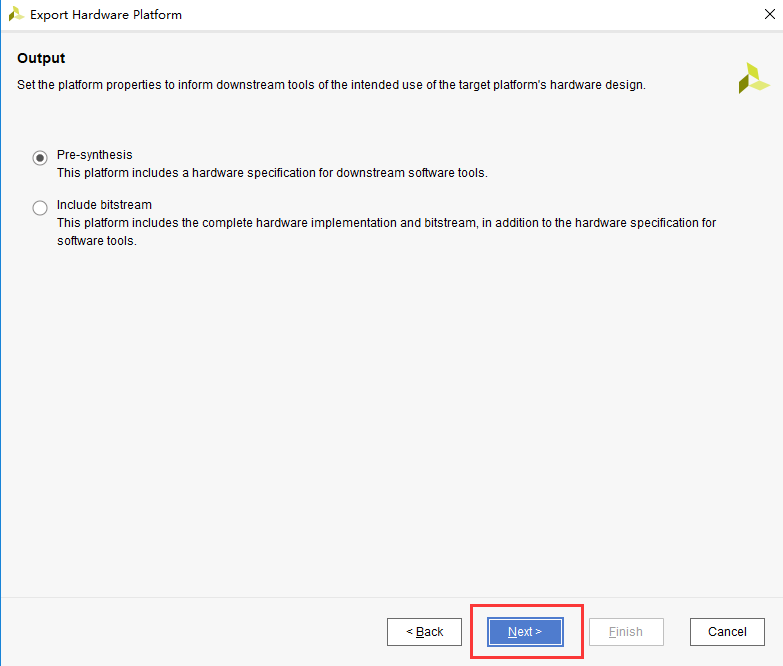 Export Hardware Platform
Output
Set the platform properties to inform downstream tools of the intended use of the target platform's hardware design.
Pre-synthesis
This platform includes a hardware specification for downstream software tools.
Include bitstream
This platform includes the complete hardware implementation and bitstream, in addition to the hardware specification for
software tools.
< Back
Next >
Finish
Cancel